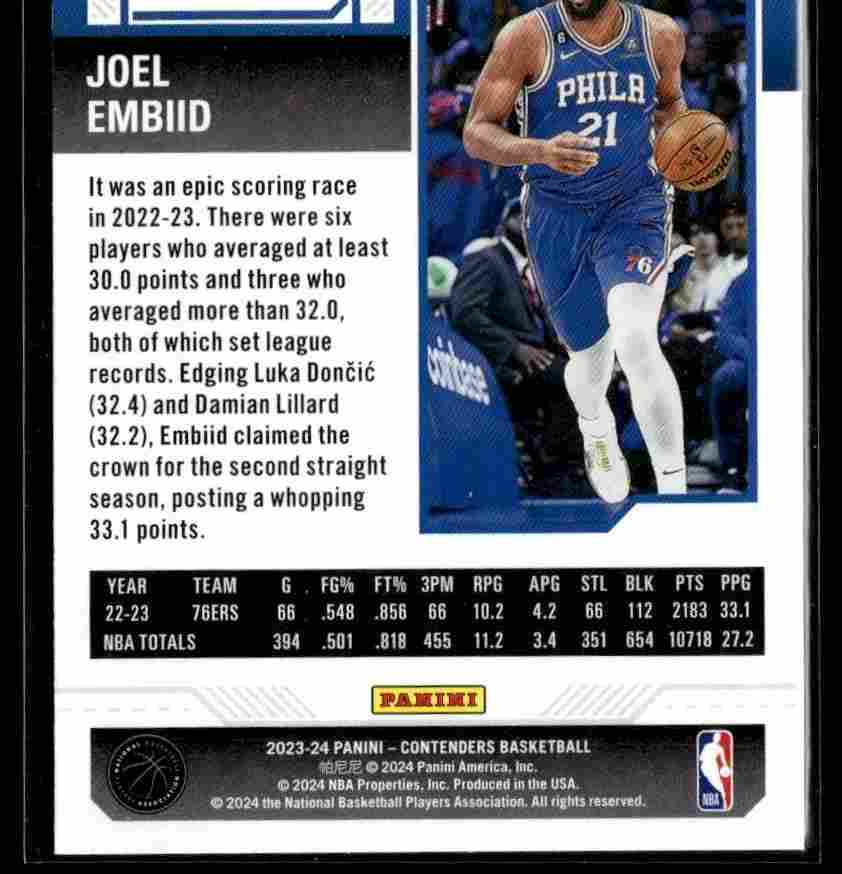 JOEL
EMBIID
PHILA
21
6
76
coinbase
It was an epic scoring race
in 2022-23. There were six
players who averaged at least
30.0 points and three who
averaged more than 32.0,
both of which set league
records. Edging Luka Dončić
(32.4) and Damian Lillard
(32.2), Embiid claimed the
crown for the second straight
season, posting a whopping
33.1 points.
YEAR TEAM G FG% FT% 3PM RPG APG STL BLK PTS PPG
22-23 76ERS 66 .548 .856 66 10.2 4.2 66 112 2183 33.1
NBA TOTALS 394 .501 .818 455 11.2 3.4 351 654 10718 27.2
PANINI
NATIONAL BASKETBALL
ASSOCIATION
2023-24 PANINI – CONTENDERS BASKETBALL
帕尼尼 © 2024 Panini America, Inc.
© 2024 NBA Properties, Inc. Produced in the USA.
© 2024 the National Basketball Players Association. All rights reserved.
NBA